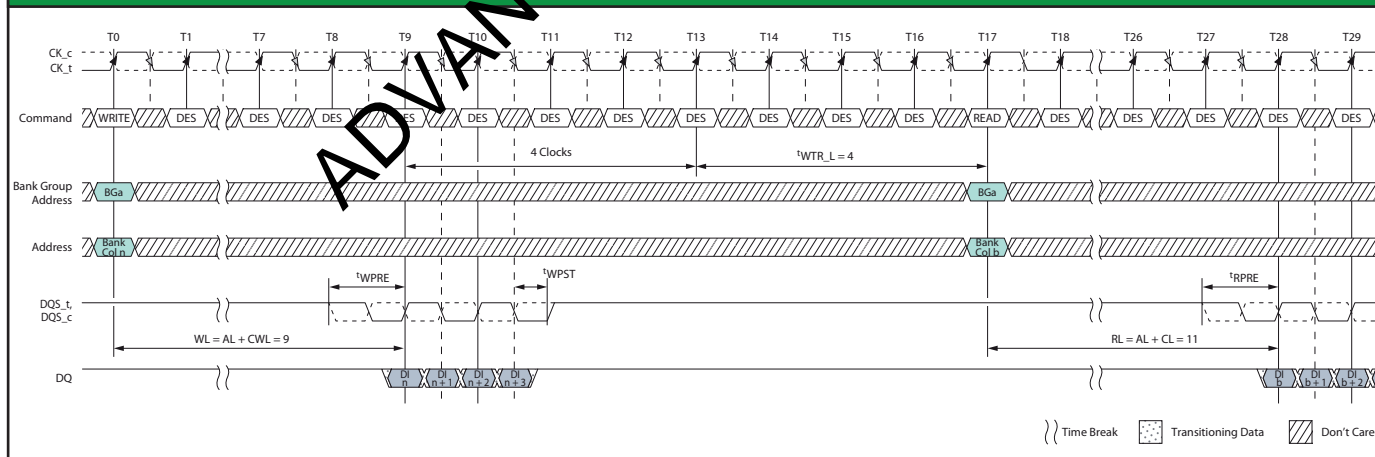 ADVAN
T0 T1 T7 T8 T9 T10 T11 T12 T13 T14 T15 T16 T17 T18 T26 T27 T28 T29
CK_c
CK_t
Command WRITE DES DES DES DES DES DES DES DES DES DES DES READ DES DES DES DES DES
4 Clocks tWTR_L = 4
Bank Group
Address
BGa BGa
Address
Bank
Col n
Bank
Col b
tWPRE tWPST tRPRE
DQS_t,
DQS_c
WL = AL + CWL = 9 RL = AL + CL = 11
DQ
DI
n
DI
n + 1
DI
n + 2
DI
n + 3
DI
b
DI
b + 1
DI
b + 2
Time Break Transitioning Data Don't Care